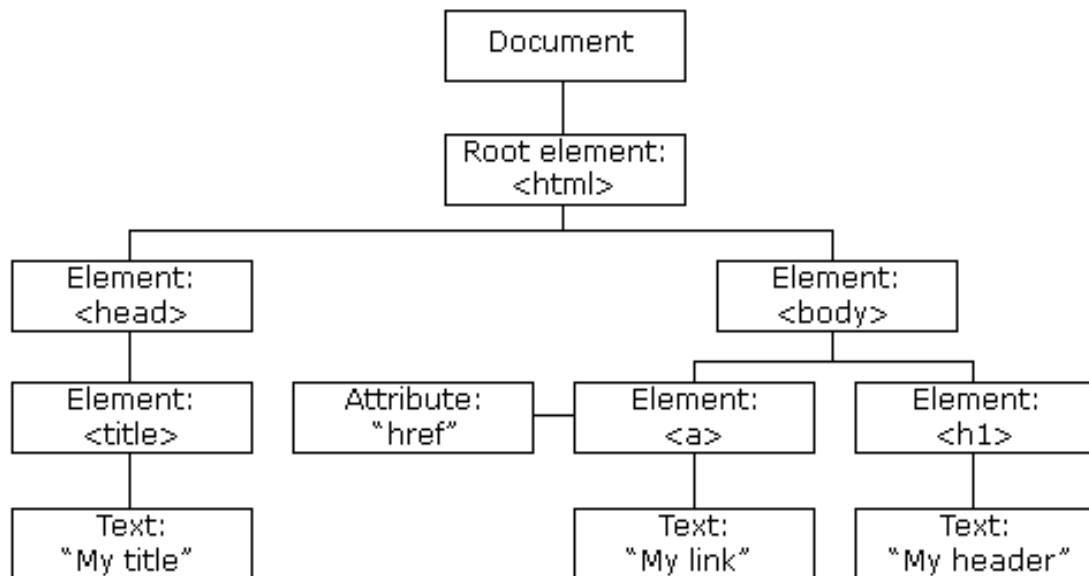 Document
Root element:
<html>
Element:
<head>
Element:
<body>
Element:
<title>
Attribute:
“href”
Element:
<a>
Element:
<h1>
Text:
“My title”
Text:
“My link”
Text:
“My header”